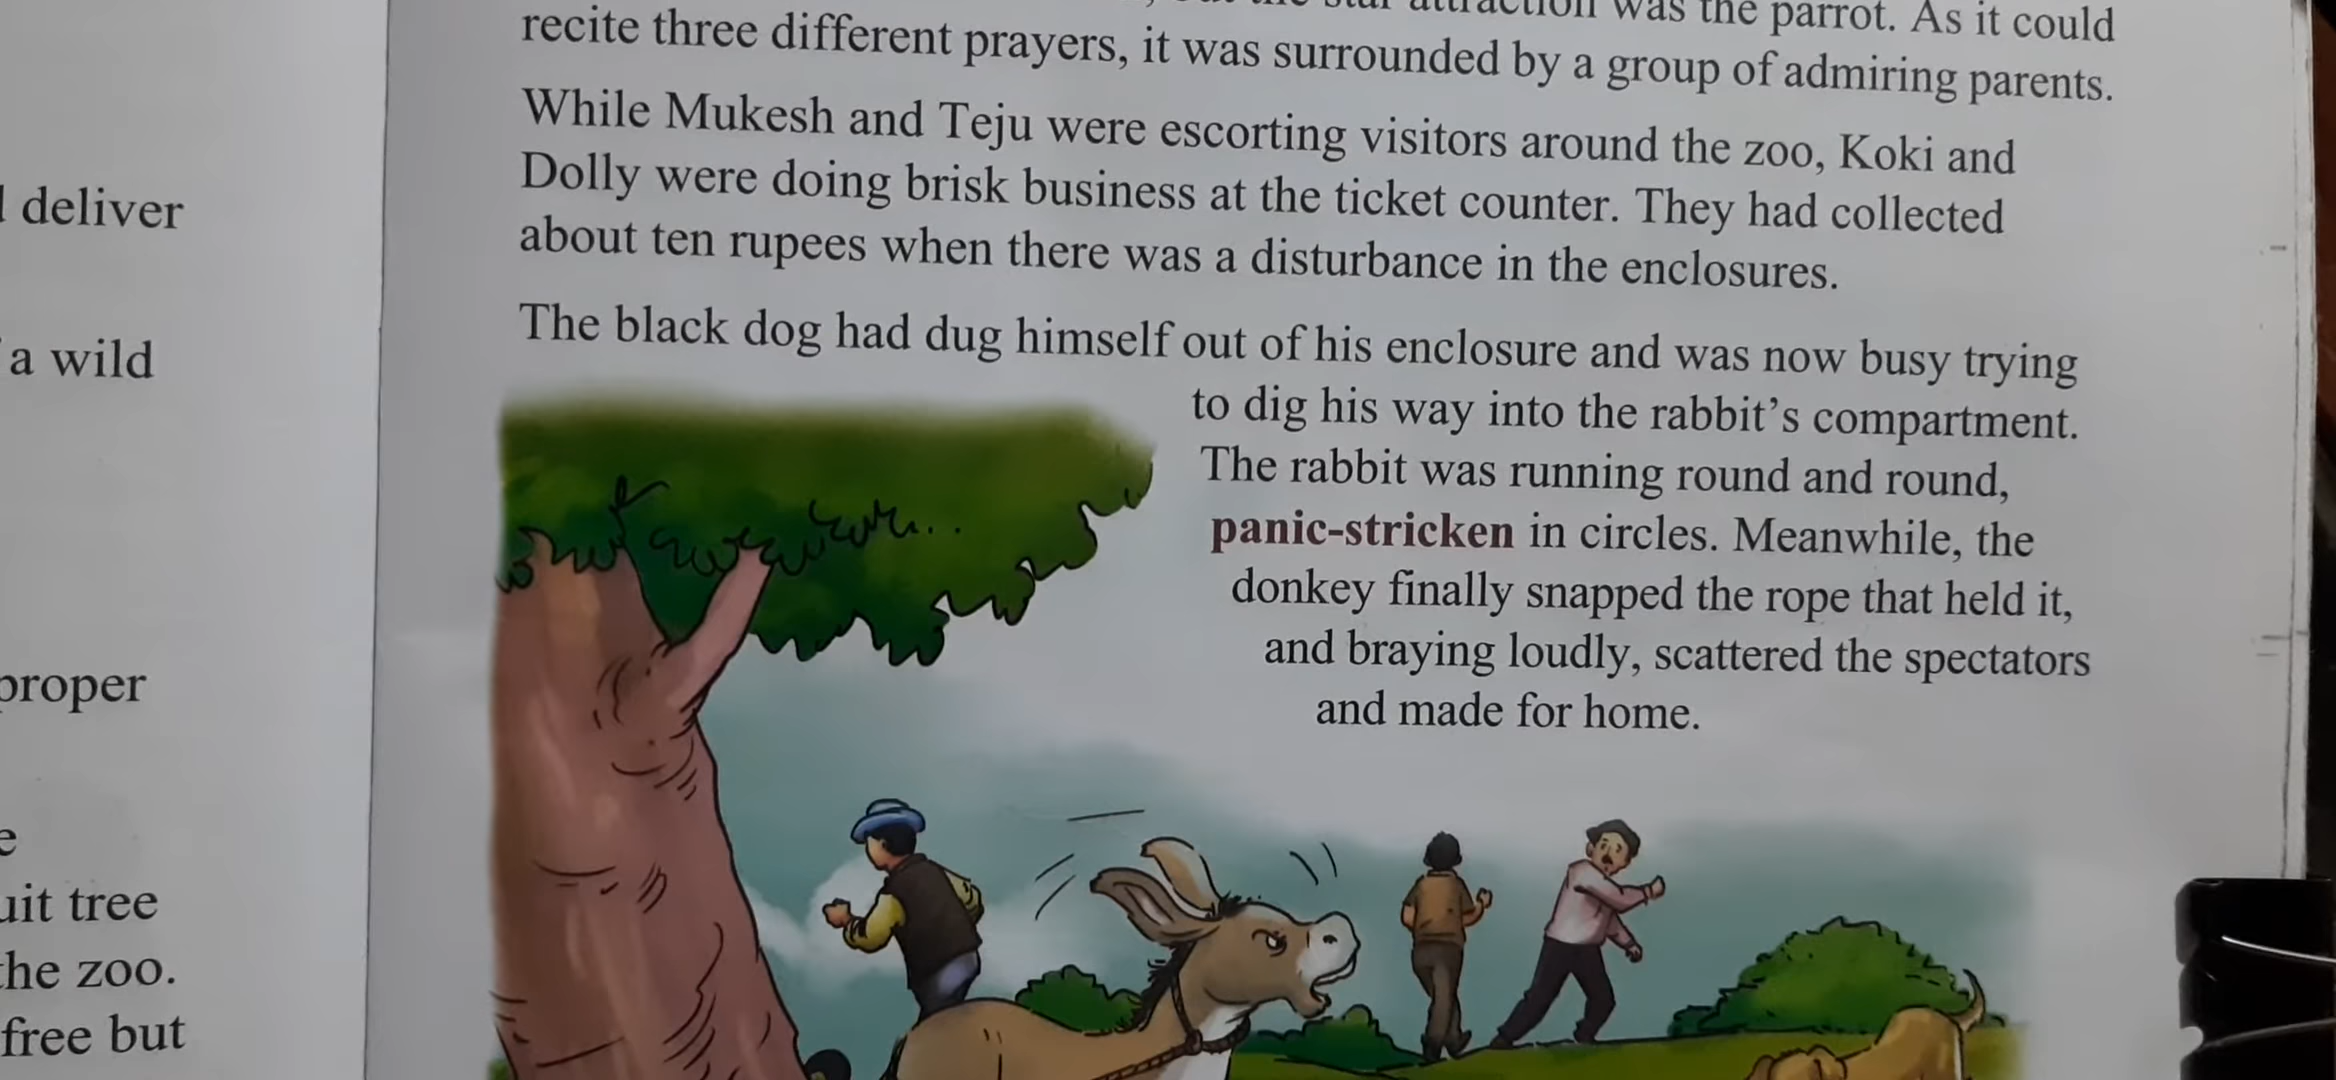 deliver
a wild
proper
tree
the zoo.
free but
the star attraction was the parrot. As it could
recite three different prayers, it was surrounded by a group of admiring parents.
While Mukesh and Teju were escorting visitors around the zoo, Koki and
Dolly were doing brisk business at the ticket counter. They had collected
about ten rupees when there was a disturbance in the enclosures.
The black dog had dug himself out of his enclosure and was now busy trying
to dig his way into the rabbit’s compartment.
The rabbit was running round and round,
panic-stricken in circles. Meanwhile, the
donkey finally snapped the rope that held it,
and braying loudly, scattered the spectators
and made for home.